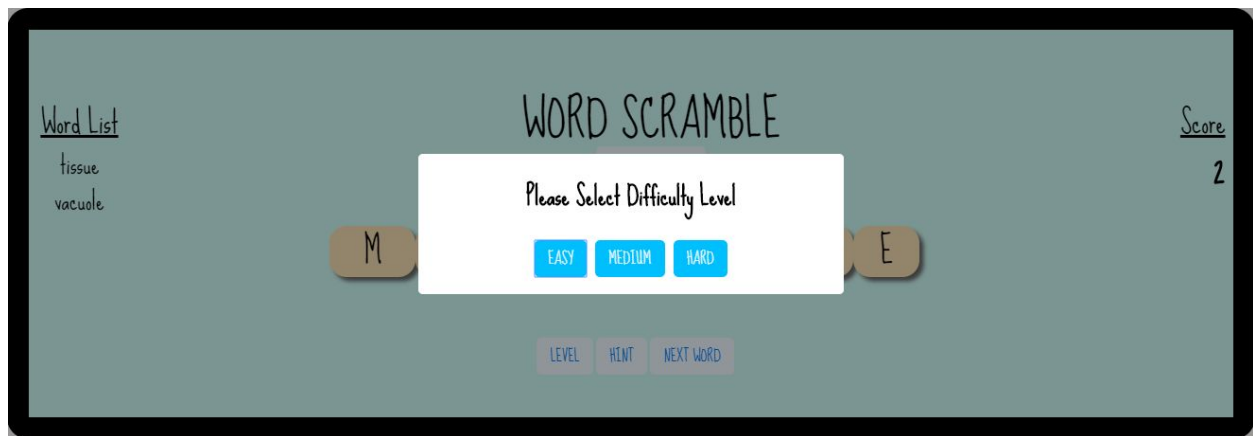 WORD SCRAMBLE
Word List
tissue
vacuole
Score
2
Please Select Difficulty Level
EASY MEDIUM HARD
M E
LEVEL HINT NEXT WORD